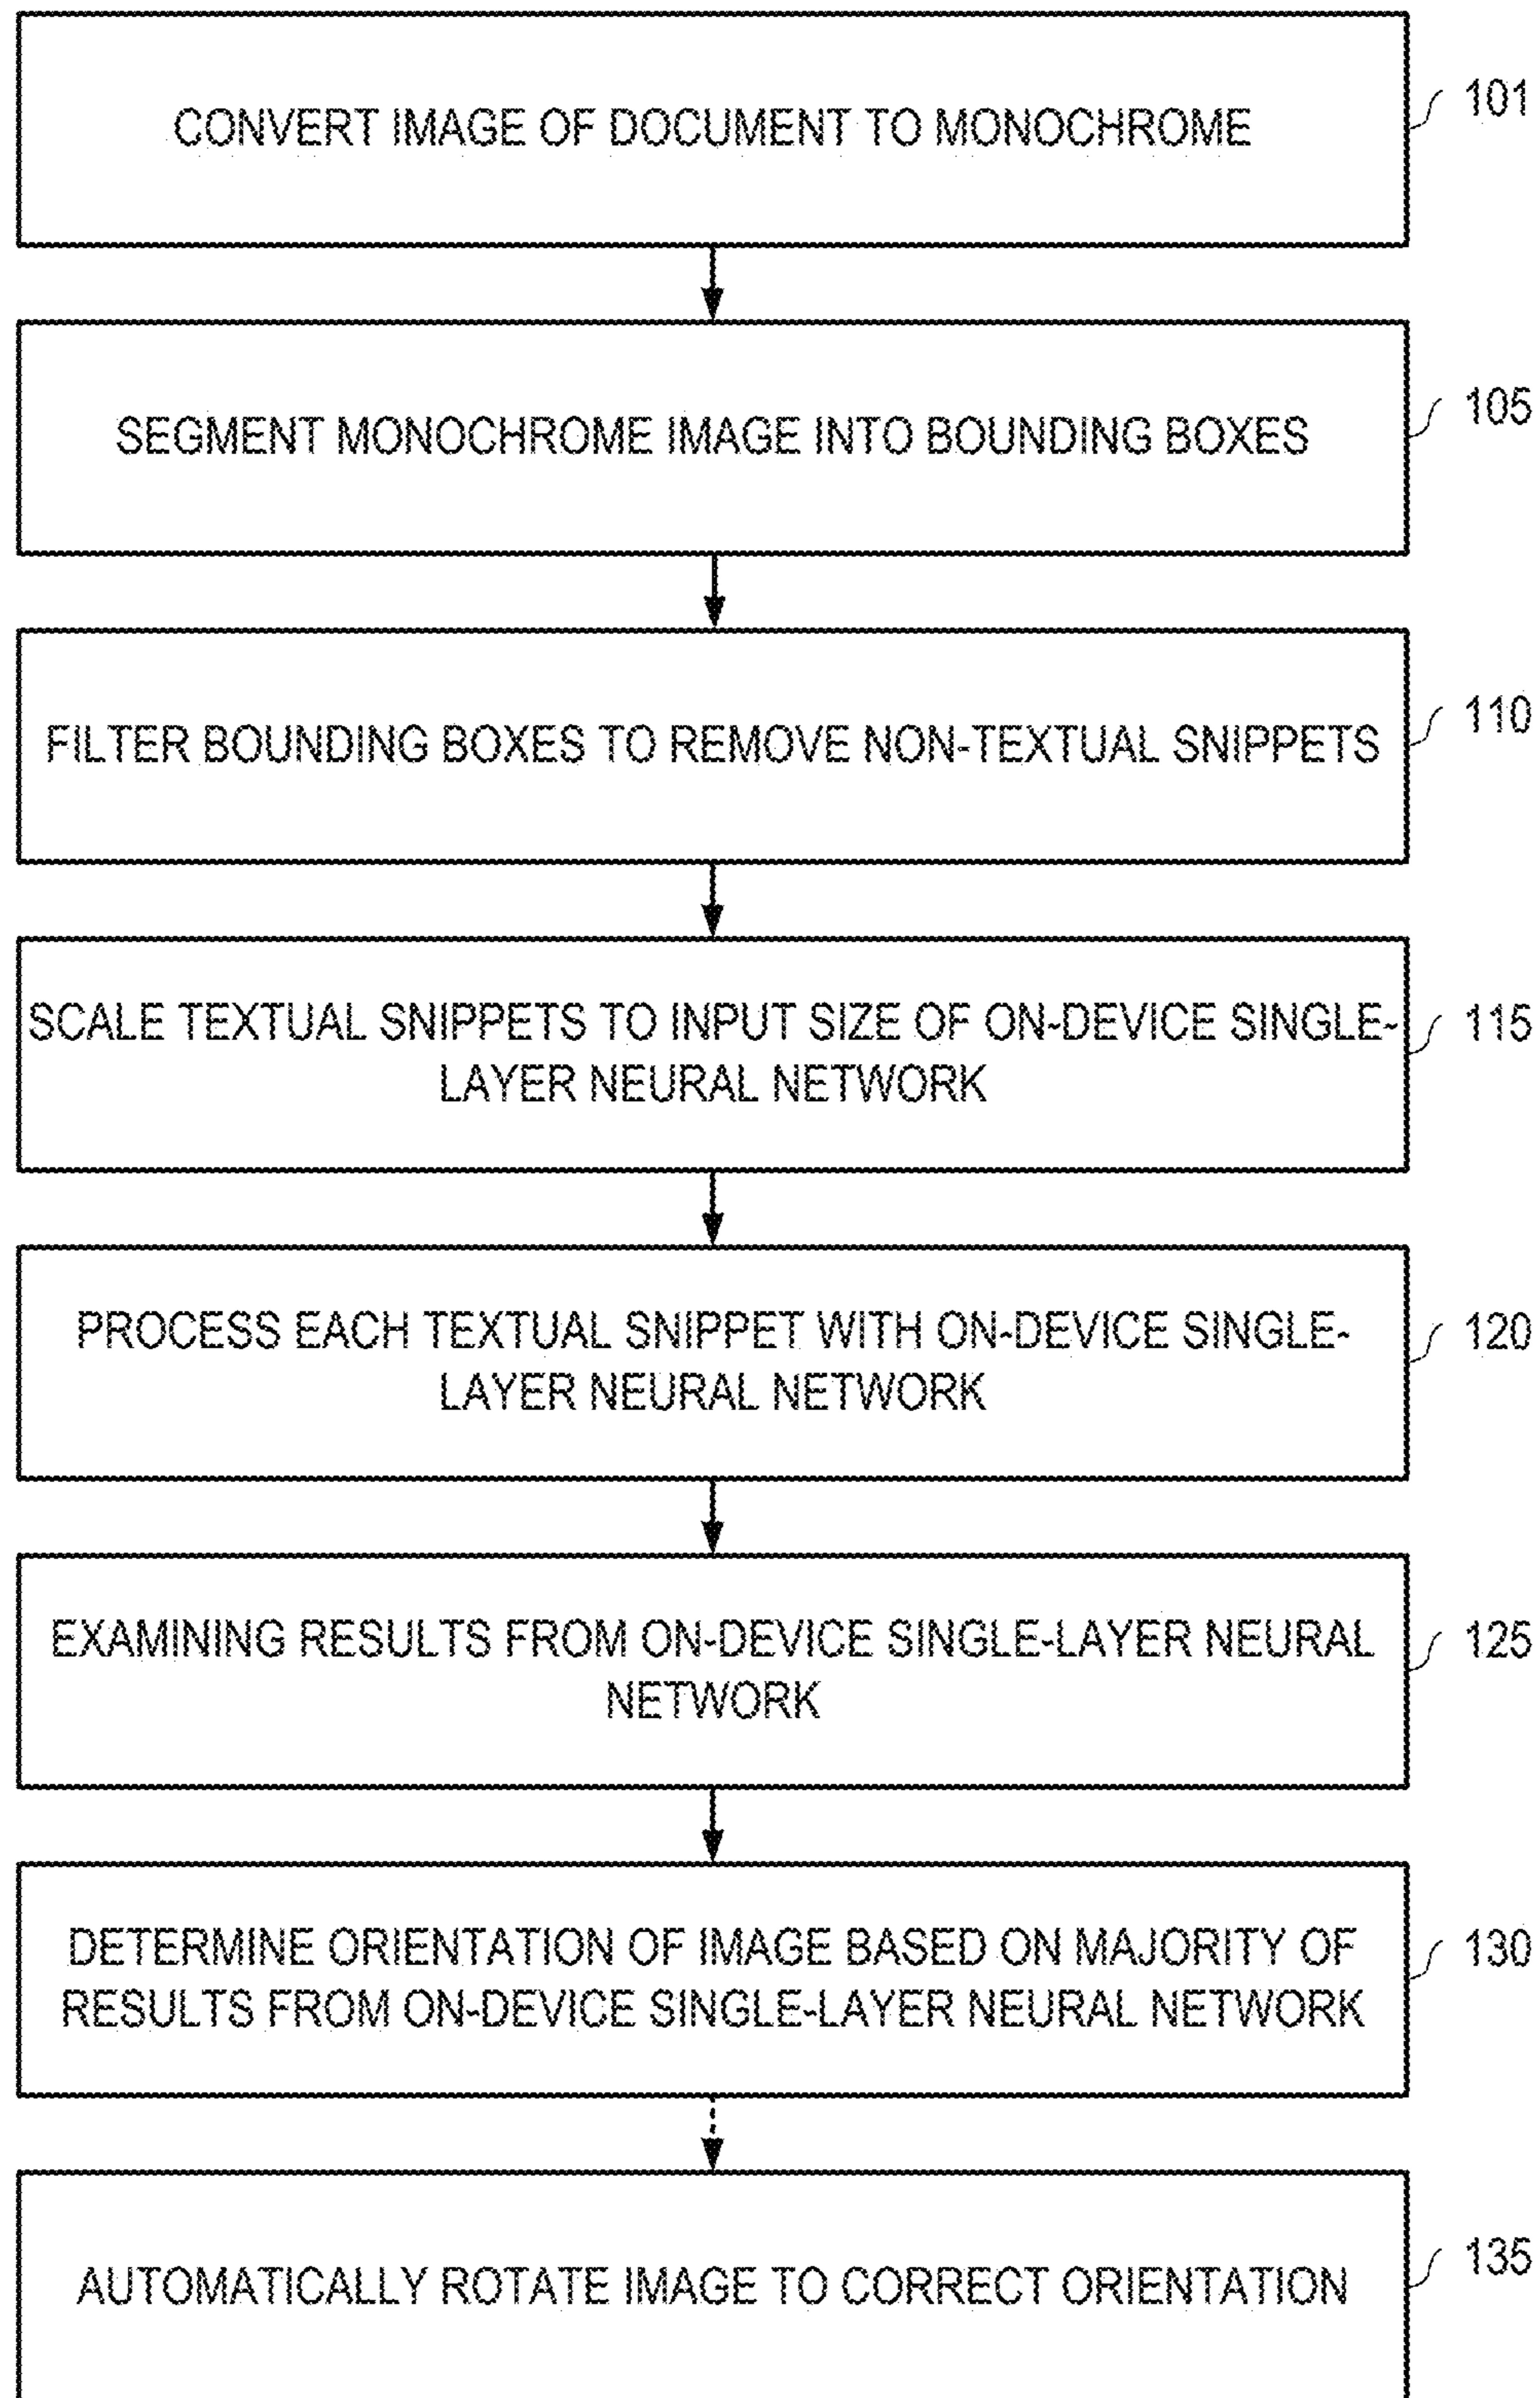 CONVERT IMAGE OF DOCUMENT TO MONOCHROME
101
SEGMENT MONOCHROME IMAGE INTO BOUNDING BOXES
105
FILTER BOUNDING BOXES TO REMOVE NON-TEXTUAL SNIPPETS
110
SCALE TEXTUAL SNIPPETS TO INPUT SIZE OF ON-DEVICE SINGLE-
LAYER NEURAL NETWORK
115
PROCESS EACH TEXTUAL SNIPPET WITH ON-DEVICE SINGLE-
LAYER NEURAL NETWORK
120
EXAMINING RESULTS FROM ON-DEVICE SINGLE-LAYER NEURAL
NETWORK
125
DETERMINE ORIENTATION OF IMAGE BASED ON MAJORITY OF
RESULTS FROM ON-DEVICE SINGLE-LAYER NEURAL NETWORK
130
AUTOMATICALLY ROTATE IMAGE TO CORRECT ORIENTATION
135